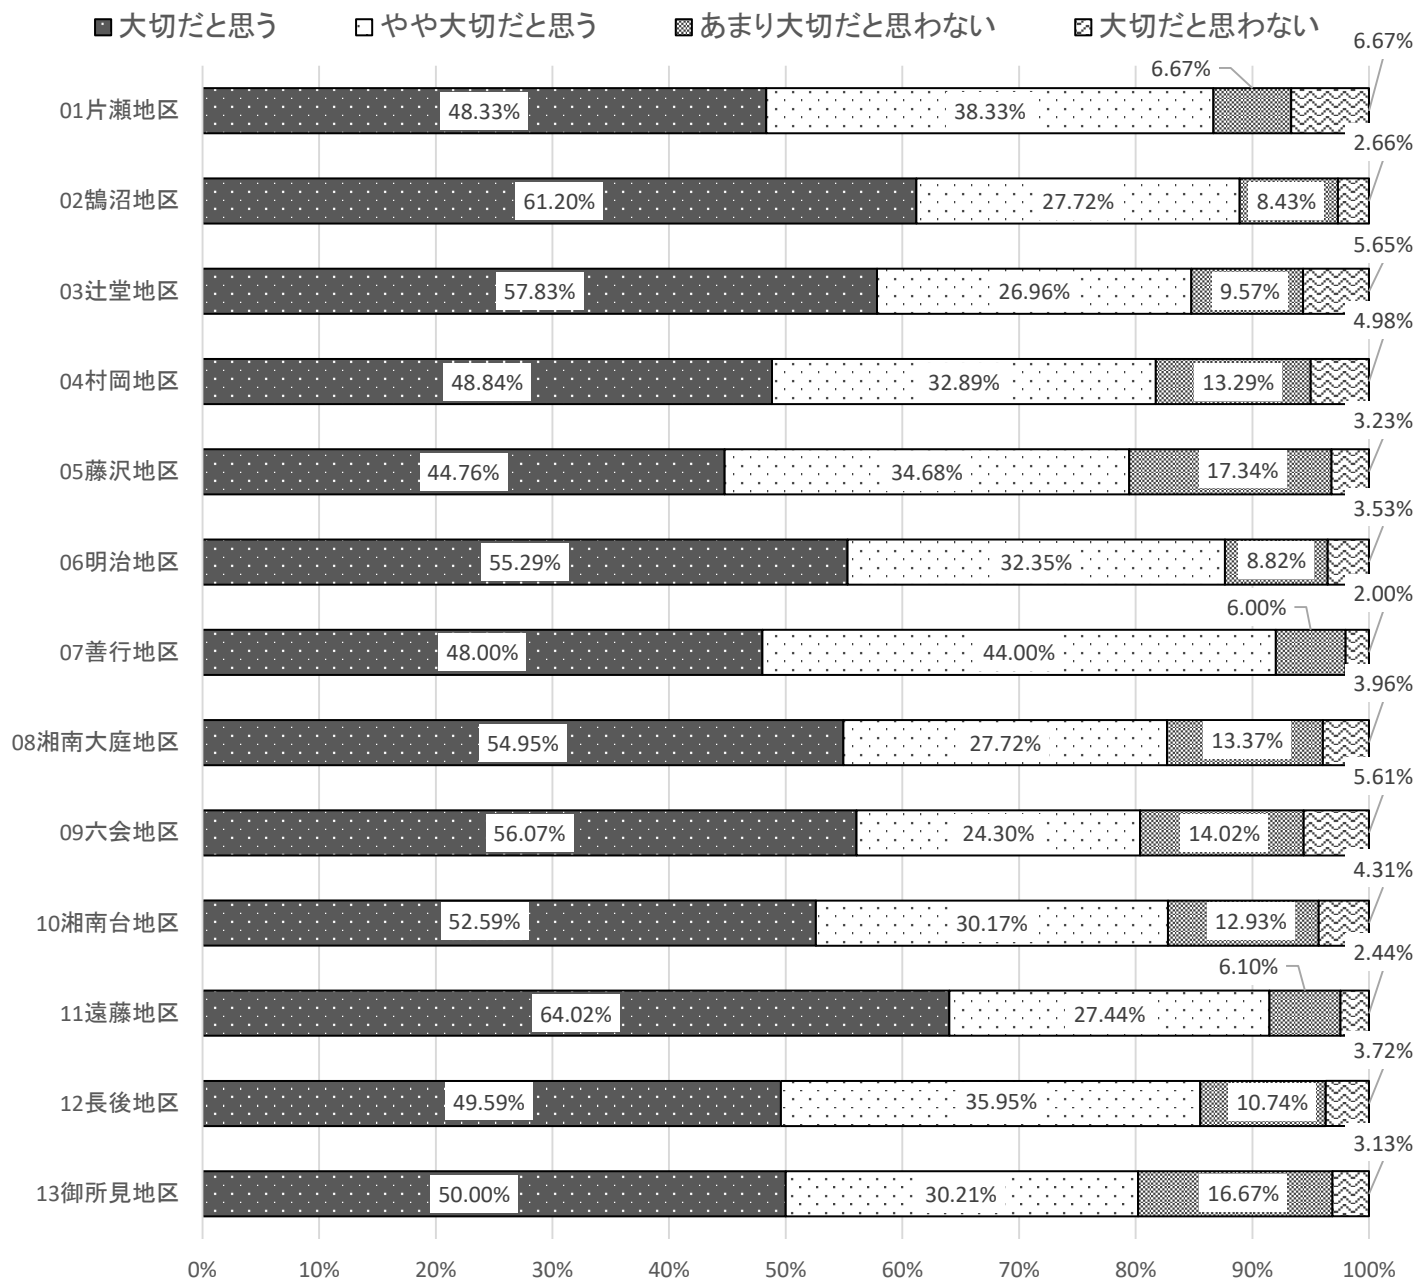 大切だと思う やや大切だと思う あまり大切だと思わない 大切だと思わない
01片瀬地区 48.33% 38.33% 6.67% 6.67%
02鵠沼地区 61.20% 27.72% 8.43% 2.66%
03辻堂地区 57.83% 26.96% 9.57% 5.65%
04村岡地区 48.84% 32.89% 13.29% 4.98%
05藤沢地区 44.76% 34.68% 17.34% 3.23%
06明治地区 55.29% 32.35% 8.82% 3.53%
07善行地区 48.00% 44.00% 6.00% 2.00%
08湘南大庭地区 54.95% 27.72% 13.37% 3.96%
09六会地区 56.07% 24.30% 14.02% 5.61%
10湘南台地区 52.59% 30.17% 12.93% 4.31%
11遠藤地区 64.02% 27.44% 6.10% 2.44%
12長後地区 49.59% 35.95% 10.74% 3.72%
13御所見地区 50.00% 30.21% 16.67% 3.13%
0% 10% 20% 30% 40% 50% 60% 70% 80% 90% 100%